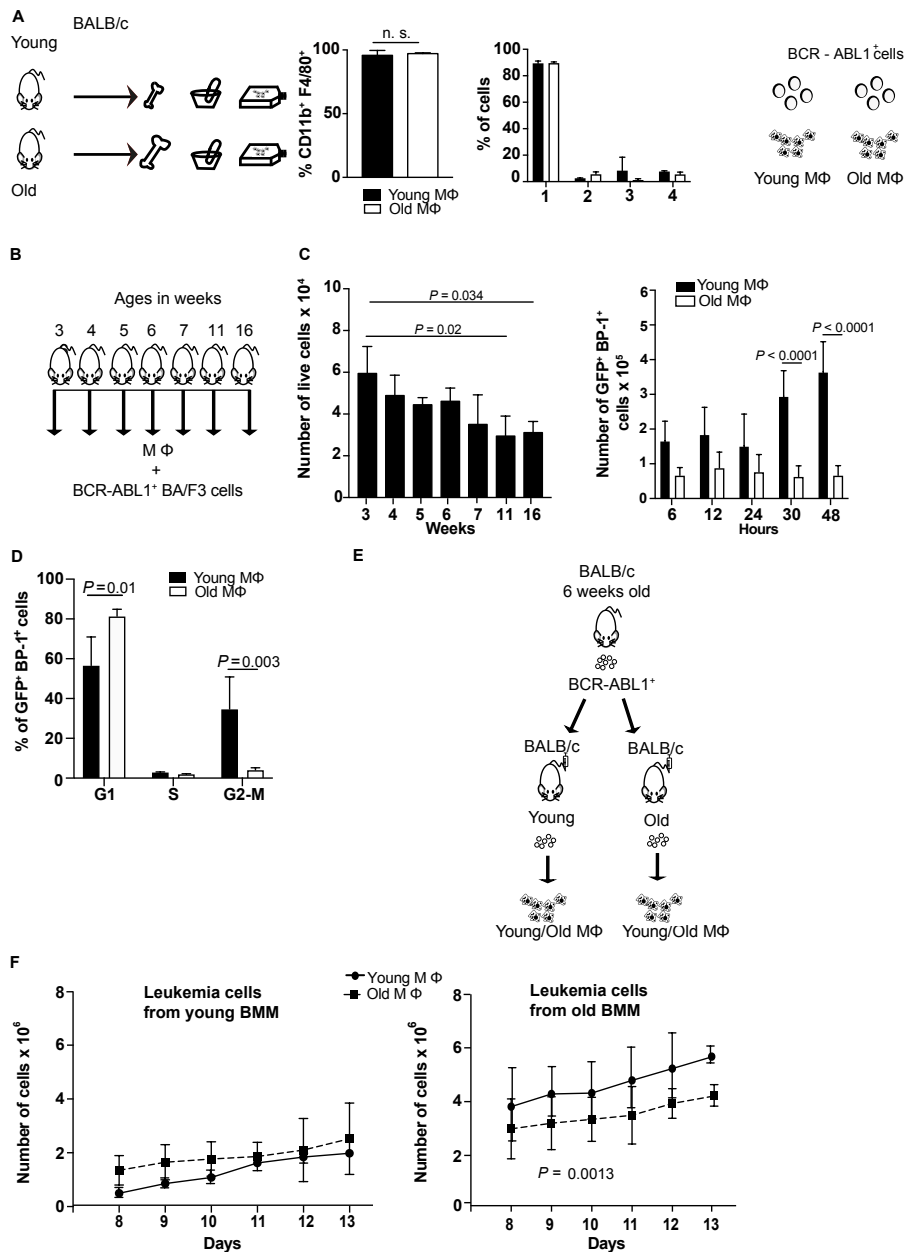 A
BALB/c
Young
Old
% CD11b⁺ F4/80⁺
n. s.
100
50
0
Young MΦ
Old MΦ
% of cells
100
80
60
40
20
0
1 2 3 4
BCR - ABL1⁺ cells
Young MΦ Old MΦ
B
Ages in weeks
3 4 5 6 7 11 16
M Φ
+
BCR-ABL1⁺ BA/F3 cells
C
Number of live cells x 10⁴
10
8
6
4
2
0
P = 0.034
P = 0.02
3 4 5 6 7 11 16
Weeks
Number of GFP⁺ BP-1⁺
cells x 10⁵
6
5
4
3
2
1
0
Young MΦ
Old MΦ
P < 0.0001
P < 0.0001
6 12 24 30 48
Hours
D
% of GFP⁺ BP-1⁺ cells
100
80
60
40
20
0
Young MΦ
Old MΦ
P = 0.01
P = 0.003
G1 S G2-M
E
BALB/c
6 weeks old
BCR-ABL1⁺
BALB/c BALB/c
Young Old
Young/Old MΦ Young/Old MΦ
F
Number of cells x 10⁶
8
6
4
2
0
Leukemia cells
from young BMM
Young M Φ
Old M Φ
8 9 10 11 12 13
Days
Number of cells x 10⁶
8
6
4
2
0
Leukemia cells
from old BMM
P = 0.0013
8 9 10 11 12 13
Days